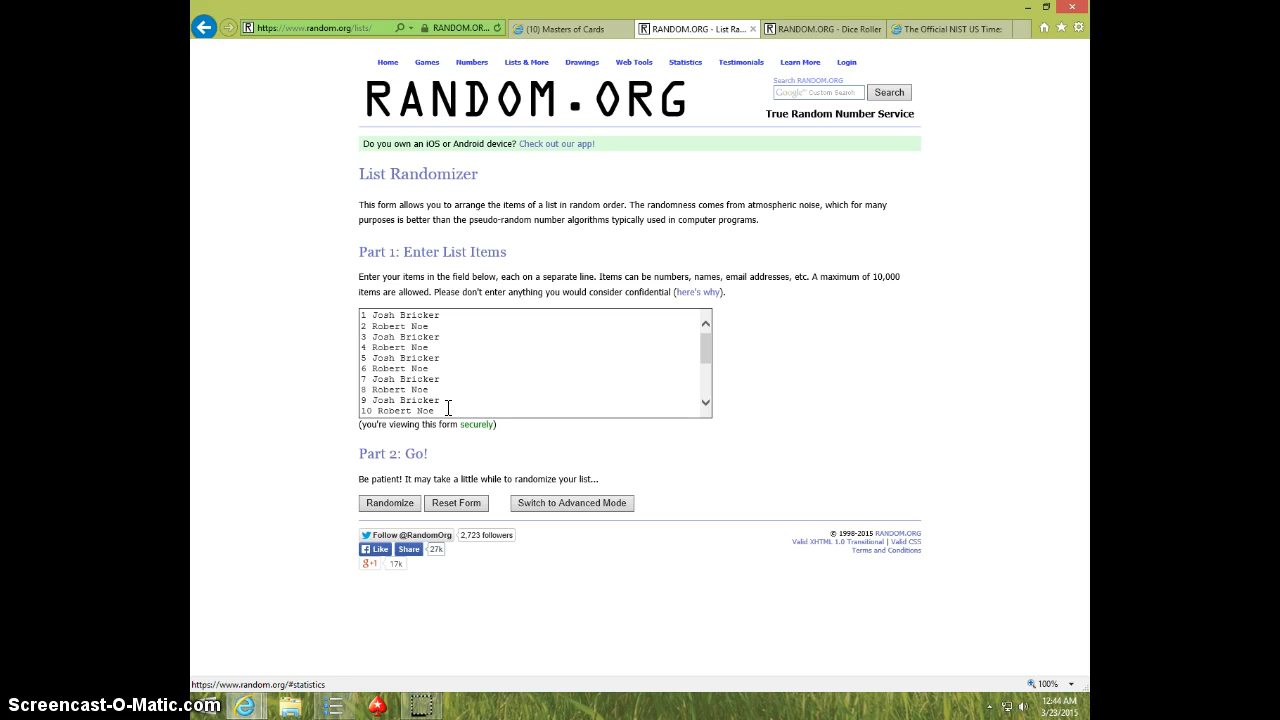 https://www.random.org/lists/
RANDOM.OR...
(10) Masters of Cards
RANDOM.ORG - List Ra...
RANDOM.ORG - Dice Roller
The Official NIST US Time:
Home Games Numbers Lists & More Drawings Web Tools Statistics Testimonials Learn More Login
RANDOM.ORG
Search RANDOM.ORG
Google™ Custom Search
Search
True Random Number Service
Do you own an iOS or Android device? Check out our app!
List Randomizer
This form allows you to arrange the items of a list in random order. The randomness comes from atmospheric noise, which for many
purposes is better than the pseudo-random number algorithms typically used in computer programs.
Part 1: Enter List Items
Enter your items in the field below, each on a separate line. Items can be numbers, names, email addresses, etc. A maximum of 10,000
items are allowed. Please don't enter anything you would consider confidential (here's why).
1 Josh Bricker
2 Robert Noe
3 Josh Bricker
4 Robert Noe
5 Josh Bricker
6 Robert Noe
7 Josh Bricker
8 Robert Noe
9 Josh Bricker
10 Robert Noe
(you're viewing this form securely)
Part 2: Go!
Be patient! It may take a little while to randomize your list...
Randomize Reset Form Switch to Advanced Mode
Follow @RandomOrg 2,723 followers
Like Share 27k
g+1 17k
© 1998-2015 RANDOM.ORG
Valid XHTML 1.0 Transitional | Valid CSS
Terms and Conditions
https://www.random.org/#statistics
100%
Screencast-O-Matic.com
12:44 AM
3/23/2015